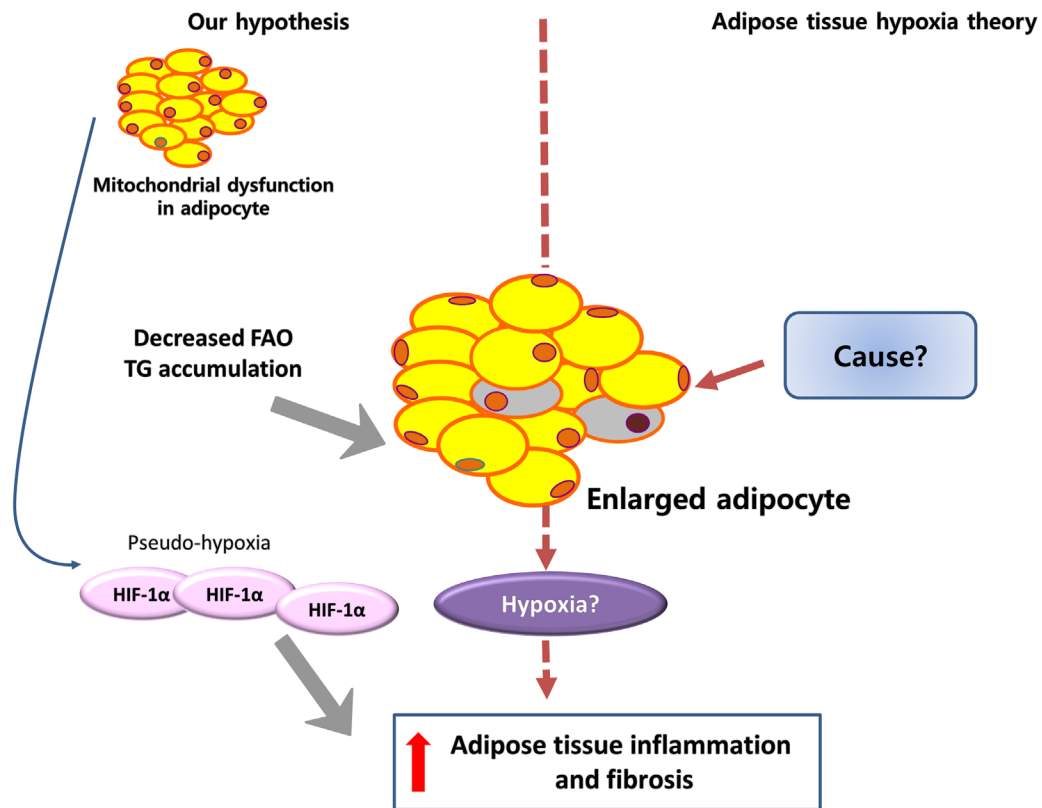 Our hypothesis
Adipose tissue hypoxia theory
Mitochondrial dysfunction
in adipocyte
Decreased FAO
TG accumulation
Cause?
Enlarged adipocyte
Pseudo-hypoxia
HIF-1α
HIF-1α
HIF-1α
Hypoxia?
Adipose tissue inflammation
and fibrosis